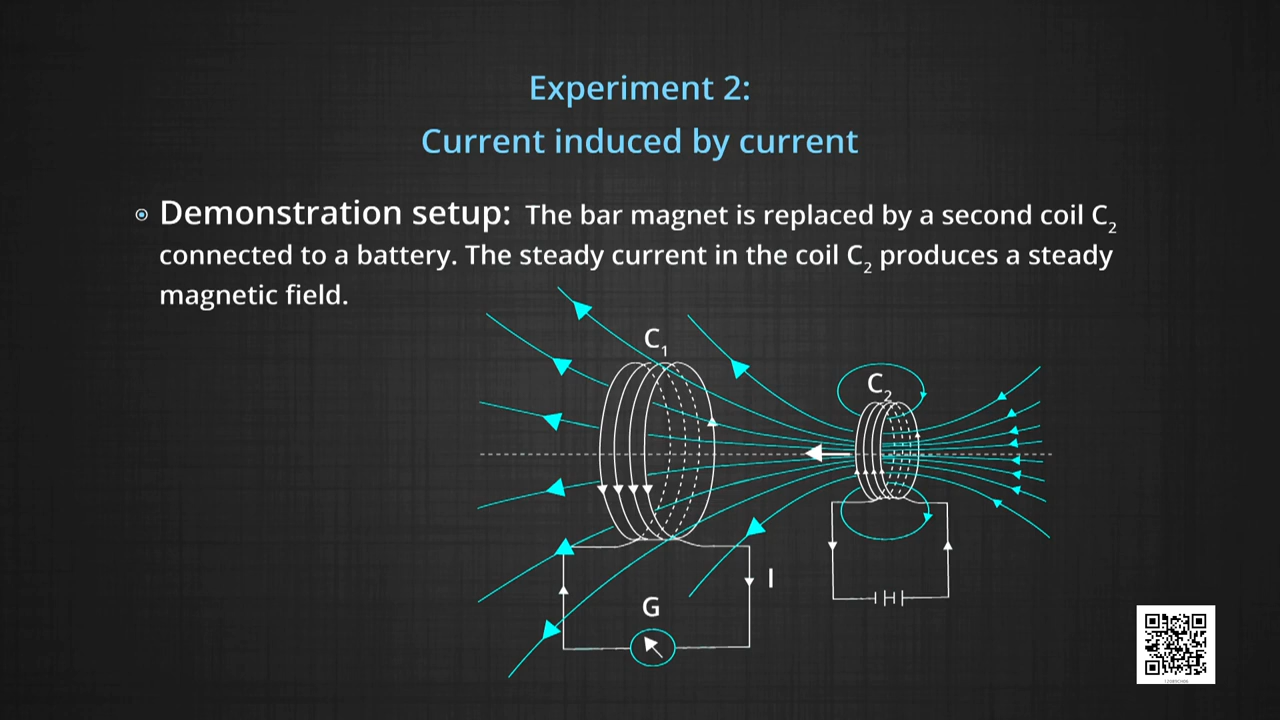 Experiment 2:
Current induced by current
Demonstration setup: The bar magnet is replaced by a second coil C₂
connected to a battery. The steady current in the coil C₂ produces a steady
magnetic field.
C₁
C₂
I
G